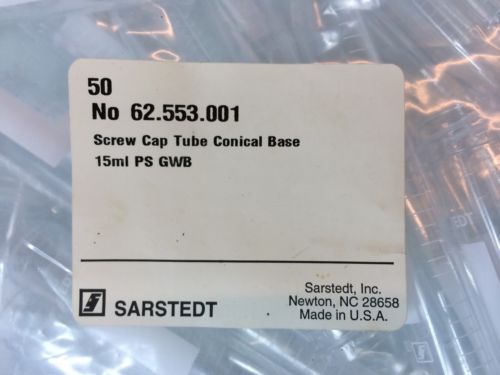 50
No 62.553.001
Screw Cap Tube Conical Base
15ml PS GWB
SARSTEDT
Sarstedt, Inc.
Newton, NC 28658
Made in U.S.A.